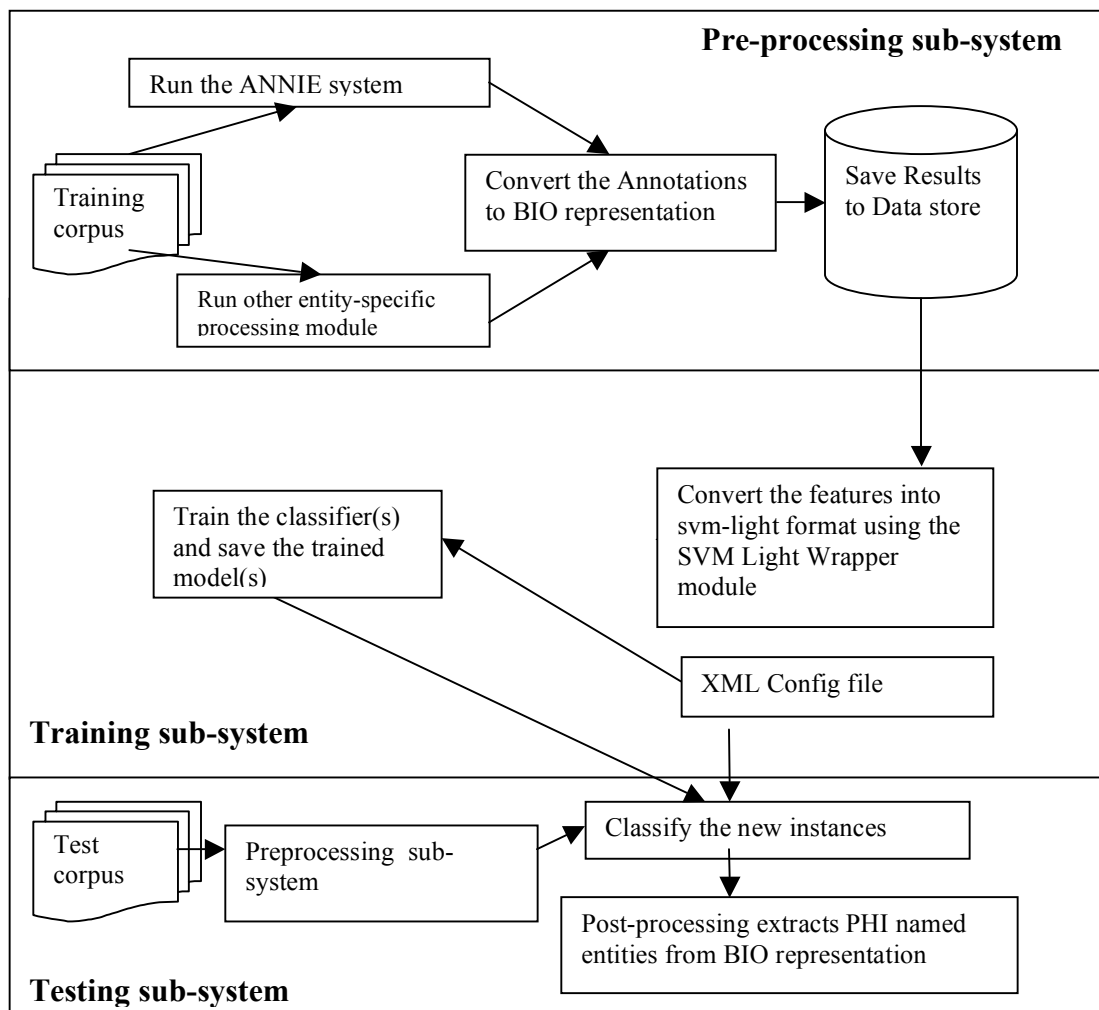 Pre-processing sub-system
Run the ANNIE system
Training
corpus
Convert the Annotations
to BIO representation
Save Results
to Data store
Run other entity-specific
processing module
Convert the features into
svm-light format using the
SVM Light Wrapper
module
Train the classifier(s)
and save the trained
model(s)
XML Config file
Training sub-system
Test
corpus
Preprocessing sub-
system
Classify the new instances
Post-processing extracts PHI named
entities from BIO representation
Testing sub-system